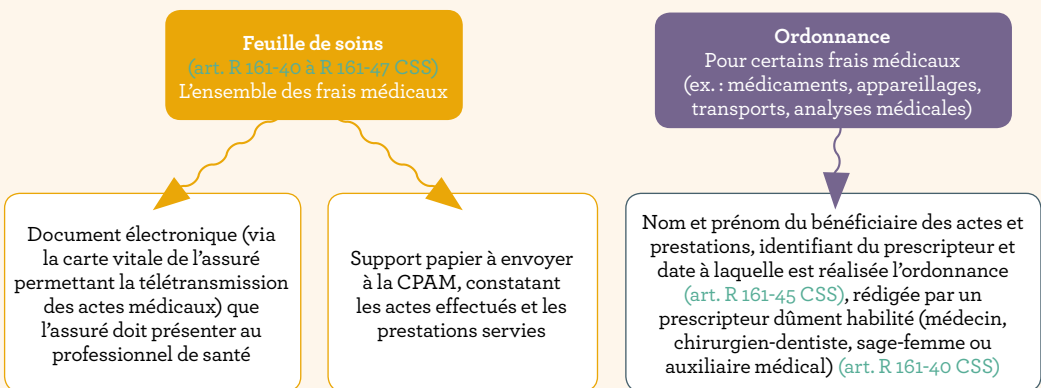 Feuille de soins
(art. R 161-40 à R 161-47 CSS)
L'ensemble des frais médicaux
Ordonnance
Pour certains frais médicaux
(ex. : médicaments, appareillages,
transports, analyses médicales)
Document électronique (via
la carte vitale de l'assuré
permettant la télétransmission
des actes médicaux) que
l'assuré doit présenter au
professionnel de santé
Support papier à envoyer
à la CPAM, constatant
les actes effectués et les
prestations servies
Nom et prénom du bénéficiaire des actes et
prestations, identifiant du prescripteur et
date à laquelle est réalisée l'ordonnance
(art. R 161-45 CSS), rédigée par un
prescripteur dûment habilité (médecin,
chirurgien-dentiste, sage-femme ou
auxiliaire médical) (art. R 161-40 CSS)